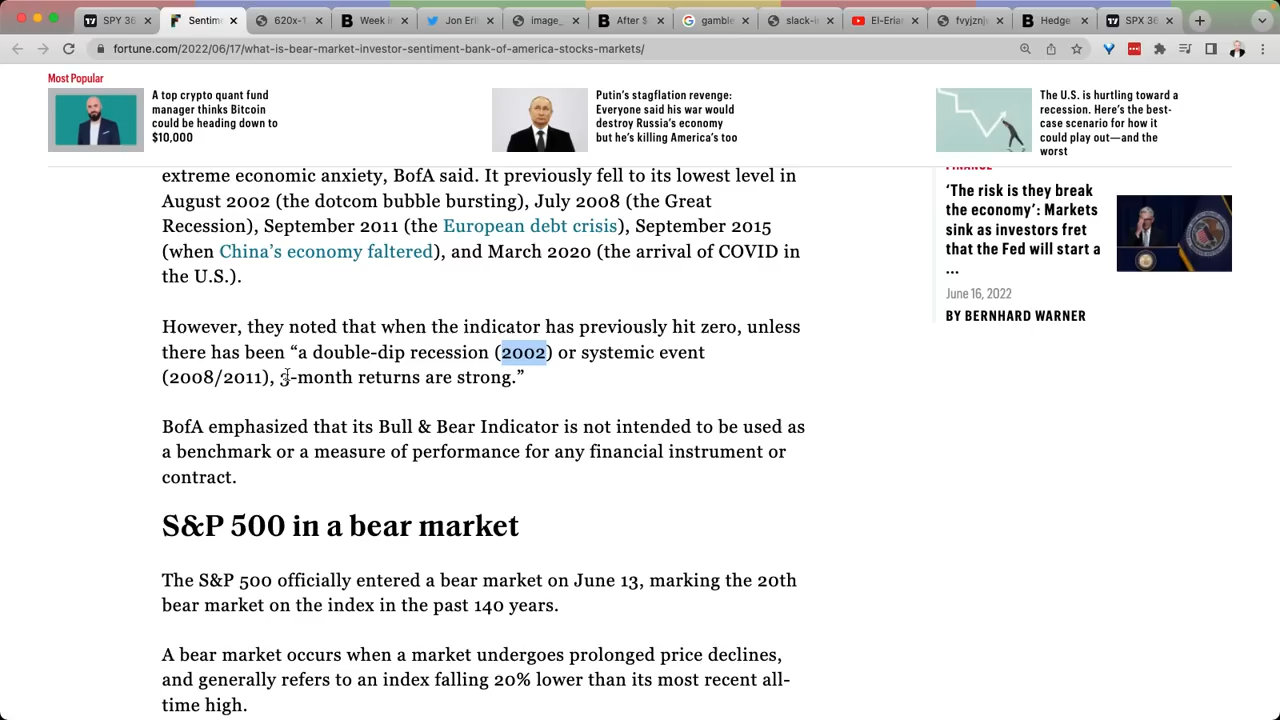 SPY 36
Sentim
620x-1
Week in
Jon Eri
image_
After $
gamble
slack-i
El-Eria
fvyjznj
Hedge
SPX 36
fortune.com/2022/06/17/what-is-bear-market-investor-sentiment-bank-of-america-stocks-markets/
Most Popular
A top crypto quant fund
manager thinks Bitcoin
could be heading down to
$10,000
Putin's stagflation revenge:
Everyone said his war would
destroy Russia's economy
but he's killing America's too
The U.S. is hurtling toward a
recession. Here's the best-
case scenario for how it
could play out—and the
worst
extreme economic anxiety, BofA said. It previously fell to its lowest level in
August 2002 (the dotcom bubble bursting), July 2008 (the Great
Recession), September 2011 (the European debt crisis), September 2015
(when China's economy faltered), and March 2020 (the arrival of COVID in
the U.S.).
However, they noted that when the indicator has previously hit zero, unless
there has been “a double-dip recession (2002) or systemic event
(2008/2011), 3-month returns are strong.”
BofA emphasized that its Bull & Bear Indicator is not intended to be used as
a benchmark or a measure of performance for any financial instrument or
contract.
S&P 500 in a bear market
The S&P 500 officially entered a bear market on June 13, marking the 20th
bear market on the index in the past 140 years.
A bear market occurs when a market undergoes prolonged price declines,
and generally refers to an index falling 20% lower than its most recent all-
time high.
FINANCE
‘The risk is they break
the economy’: Markets
sink as investors fret
that the Fed will start a
...
June 16, 2022
BY BERNHARD WARNER